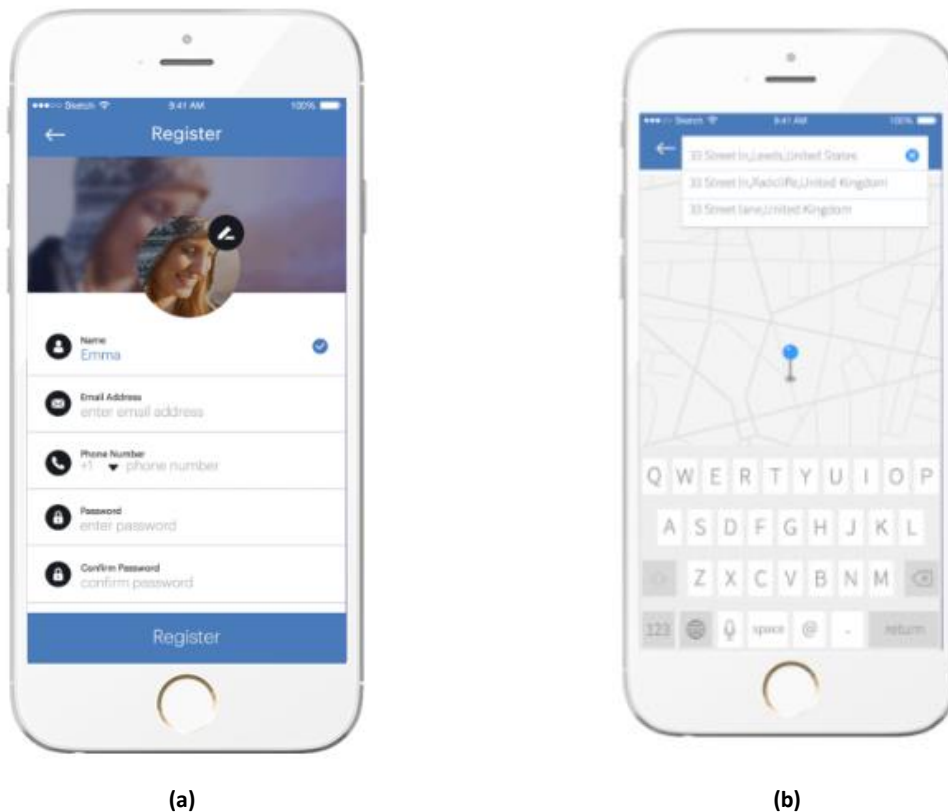 Sketch 9:41 AM 100%
Register
Name
Emma
Email Address
enter email address
Phone Number
+1 phone number
Password
enter password
Confirm Password
confirm password
Register
(a)
Sketch 9:41 AM 100%
33 Street ln,Leeds,United States
33 Street ln,Radcliffe,United Kingdom
33 Street lane,United Kingdom
Q W E R T Y U I O P
A S D F G H J K L
Z X C V B N M
123 space @ . return
(b)